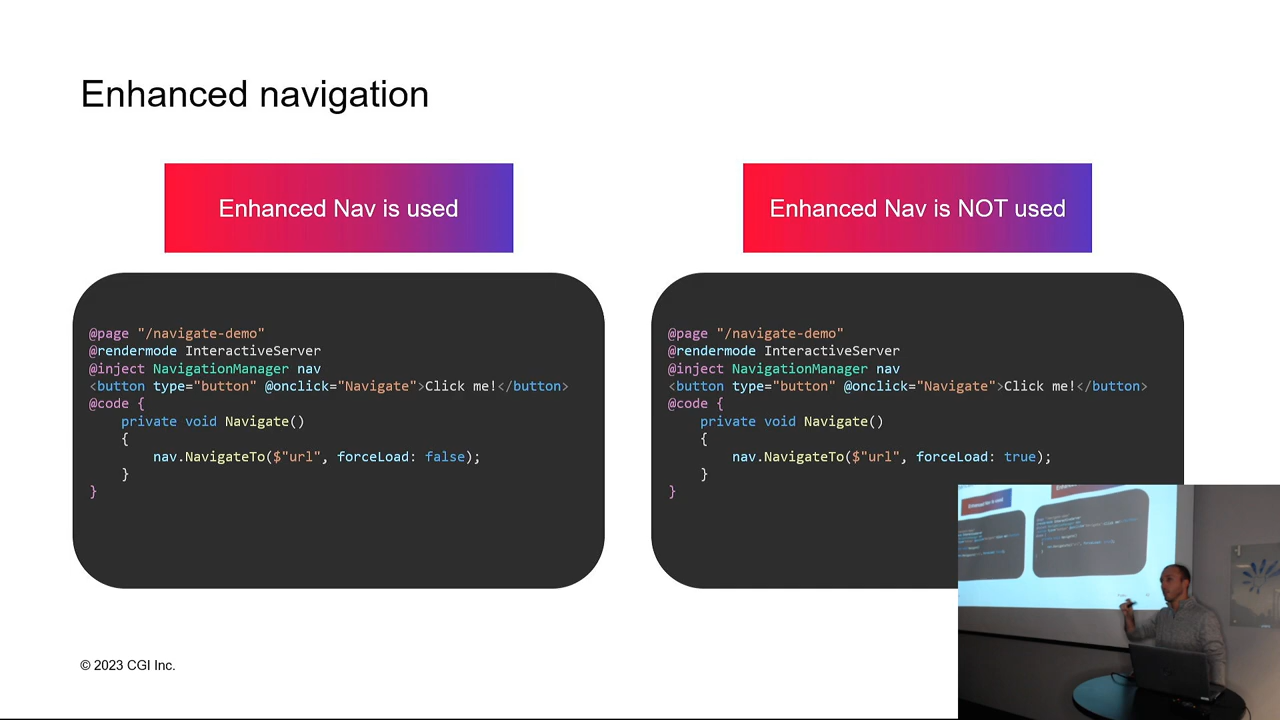 Enhanced navigation
Enhanced Nav is used
@page "/navigate-demo"
@rendermode InteractiveServer
@inject NavigationManager nav
<button type="button" @onclick="Navigate">Click me!</button>
@code {
    private void Navigate()
    {
        nav.NavigateTo($"url", forceLoad: false);
    }
}
Enhanced Nav is NOT used
@page "/navigate-demo"
@rendermode InteractiveServer
@inject NavigationManager nav
<button type="button" @onclick="Navigate">Click me!</button>
@code {
    private void Navigate()
    {
        nav.NavigateTo($"url", forceLoad: true);
    }
}
© 2023 CGI Inc.